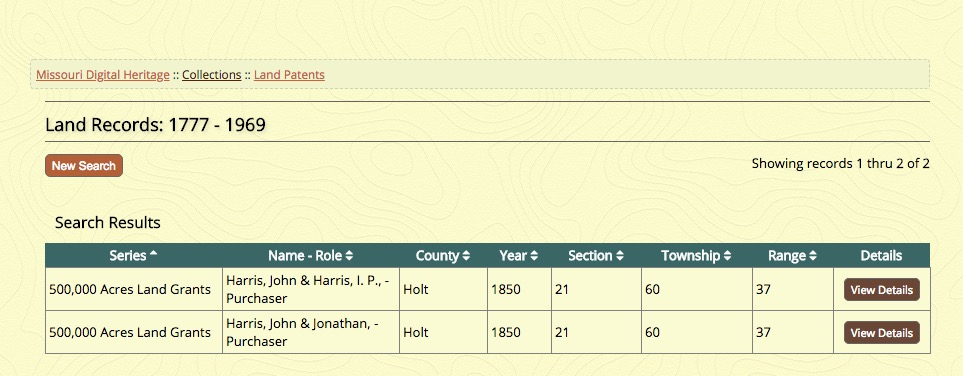 Missouri Digital Heritage :: Collections :: Land Patents
Land Records: 1777 - 1969
New Search
Showing records 1 thru 2 of 2
Search Results
Series Name - Role County Year Section Township Range Details
500,000 Acres Land Grants Harris, John & Harris, I. P., - Purchaser Holt 1850 21 60 37 View Details
500,000 Acres Land Grants Harris, John & Jonathan, - Purchaser Holt 1850 21 60 37 View Details